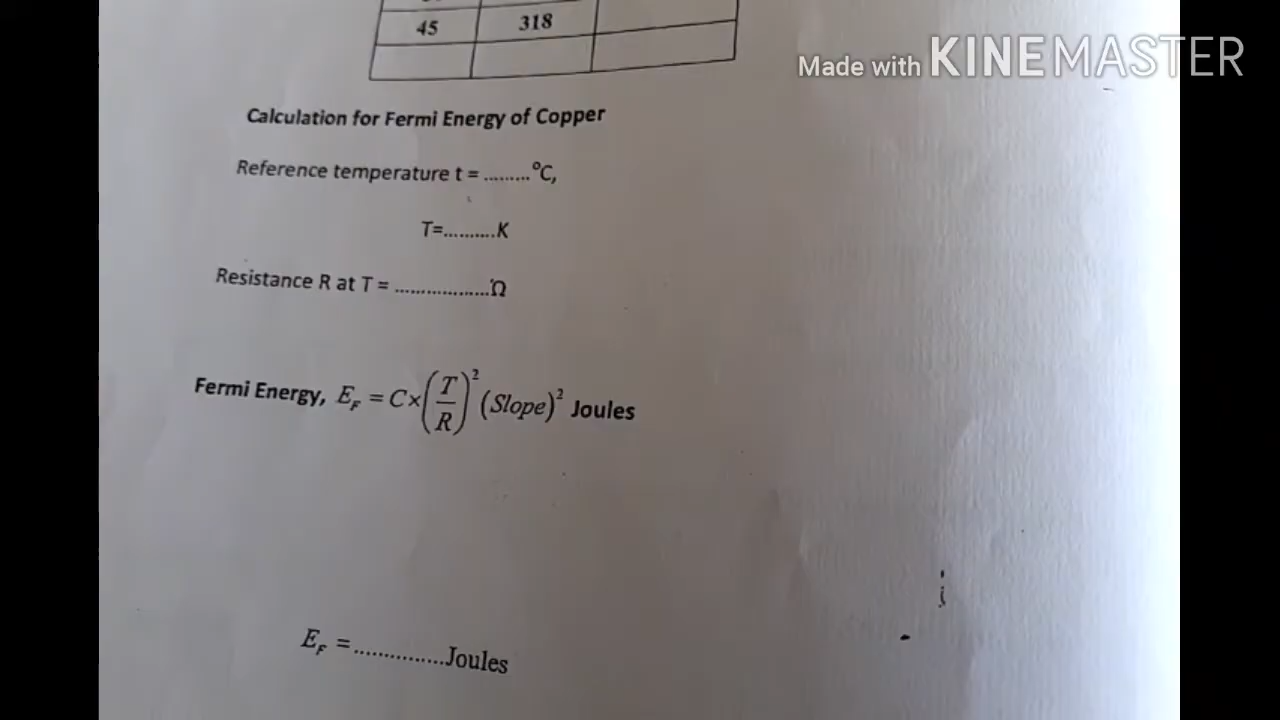 45 318
Made with KINEMASTER
Calculation for Fermi Energy of Copper
Reference temperature t = .........⁰C,
T=..........K
Resistance R at T = ..................Ω
Fermi Energy, E_F = C×(T/R)² (Slope)² Joules
E_F = ...............Joules